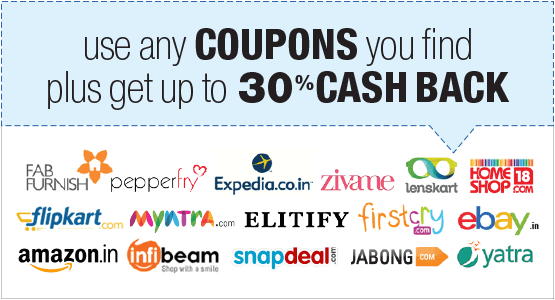 use any COUPONS you find
plus get up to 30% CASH BACK
FAB
FURNISH
pepperfry
Expedia.co.in
zivame
lenskart
HOME
SHOP
18
.COM
flipkart.com
myntra.com
ELITIFY
firstcry
.com
ebay.in
amazon.in
infibeam
Shop with a smile
snapdeal.com
JABONG.COM
yatra